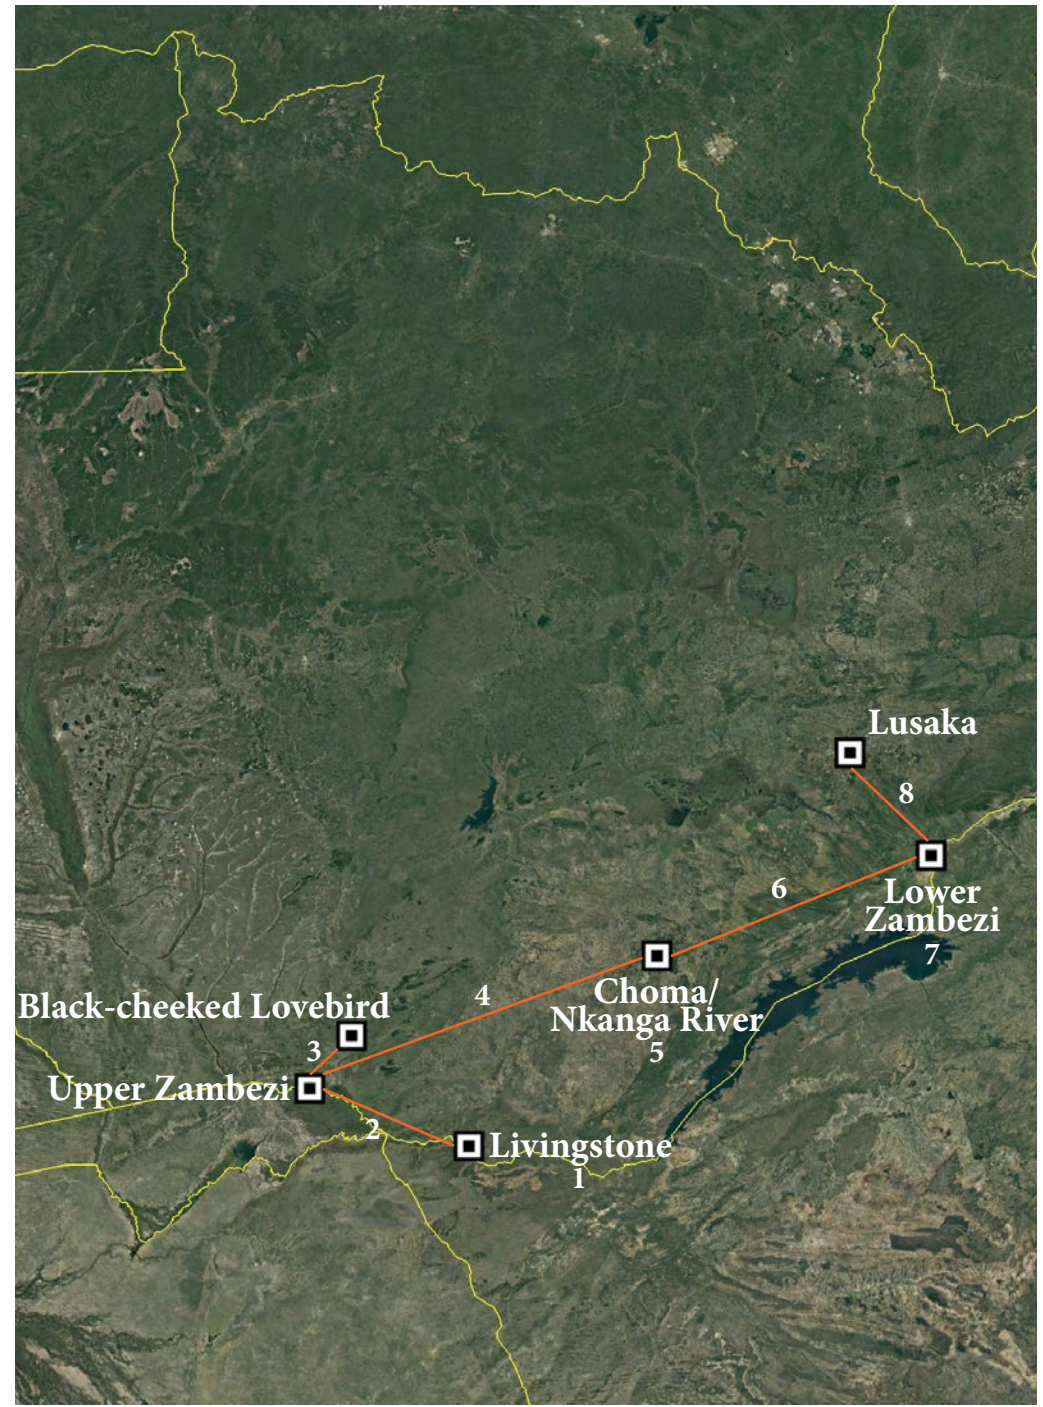 Lusaka
8
6
Lower
Zambezi
7
4
Choma/
Nkanga River
5
Black-cheeked Lovebird
3
Upper Zambezi
2
Livingstone
1